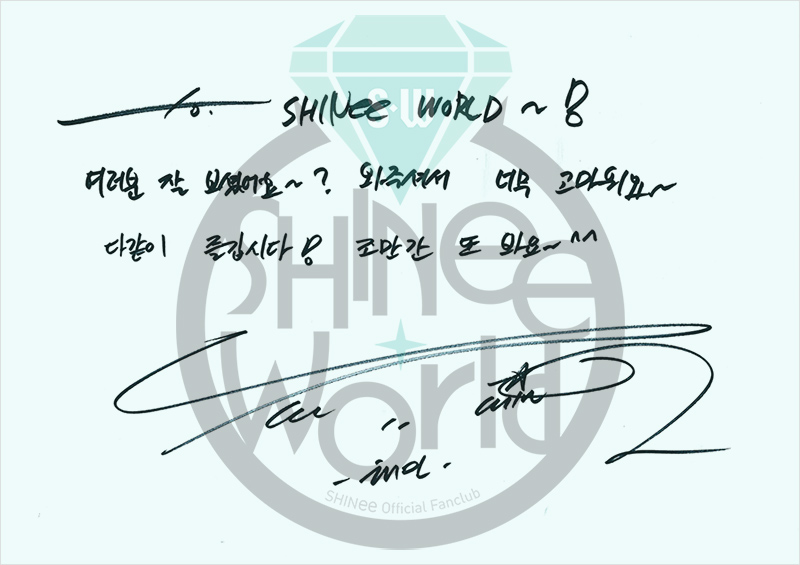 To. SHINee WORLD ~ !
여러분 잘 보셨어요~? 와주셔서 너무 고마워요~
다같이 즐깁시다! 조만간 또 봐요~^^
-태민-
S·W
SHINee
World
SHINee Official Fanclub